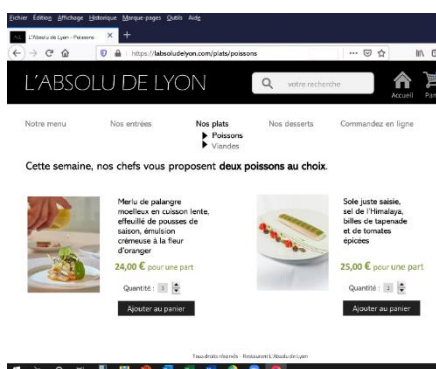 Fichier Édition Affichage Historique Marque-pages Outils Aide
L'Absolu de Lyon - Poissons
https://labsoludelyon.com/plats/poissons
L'ABSOLU DE LYON
votre recherche
Accueil
Pan
Notre menu
Nos entrées
Nos plats
Nos desserts
Commandez en ligne
Poissons
Viandes
Cette semaine, nos chefs vous proposent deux poissons au choix.
Merlu de palangre
moelleux en cuisson lente,
effeuillé de pousses de
saison, émulsion
crémeuse à la fleur
d'oranger
24,00 € pour une part
Quantité : 1
Ajouter au panier
Sole juste saisie,
sel de l'Himalaya,
billes de tapenade
et de tomates
épicées
25,00 € pour une part
Quantité : 1
Ajouter au panier
Tous droits réservés - Restaurant L'Absolu de Lyon